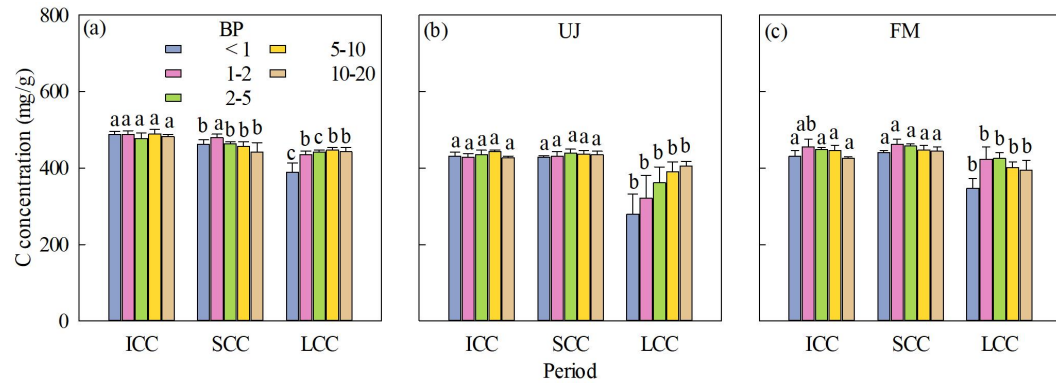 800
600
400
200
0
C concentration (mg/g)
(a) BP
< 1
1-2
2-5
5-10
10-20
a a a a a
b a b b b
c b c b b
ICC SCC LCC
(b) UJ
a a a a a
a a a a a
b b b b b
ICC SCC LCC
(c) FM
a ab a a a
a a a a a
b b b b b
ICC SCC LCC
Period